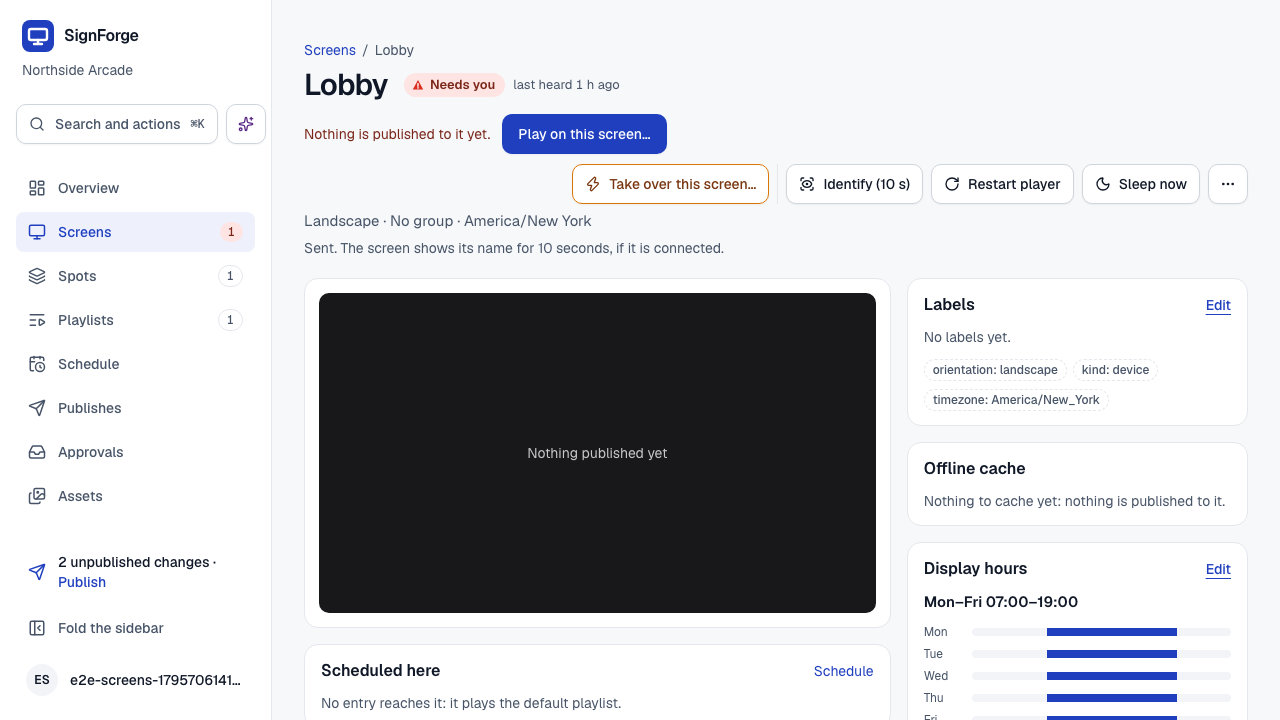 SignForge
Northside Arcade
Search and actions ⌘K
Overview
Screens 1
Spots 1
Playlists 1
Schedule
Publishes
Approvals
Assets
2 unpublished changes ·
Publish
Fold the sidebar
ES e2e-screens-1795706141…
Screens / Lobby
Lobby Needs you last heard 1 h ago
Nothing is published to it yet. Play on this screen…
Take over this screen… Identify (10 s) Restart player Sleep now
Landscape · No group · America/New York
Sent. The screen shows its name for 10 seconds, if it is connected.
Nothing published yet
Scheduled here Schedule
No entry reaches it: it plays the default playlist.
Labels Edit
No labels yet.
orientation: landscape kind: device
timezone: America/New_York
Offline cache
Nothing to cache yet: nothing is published to it.
Display hours Edit
Mon–Fri 07:00–19:00
Mon
Tue
Wed
Thu
Fri